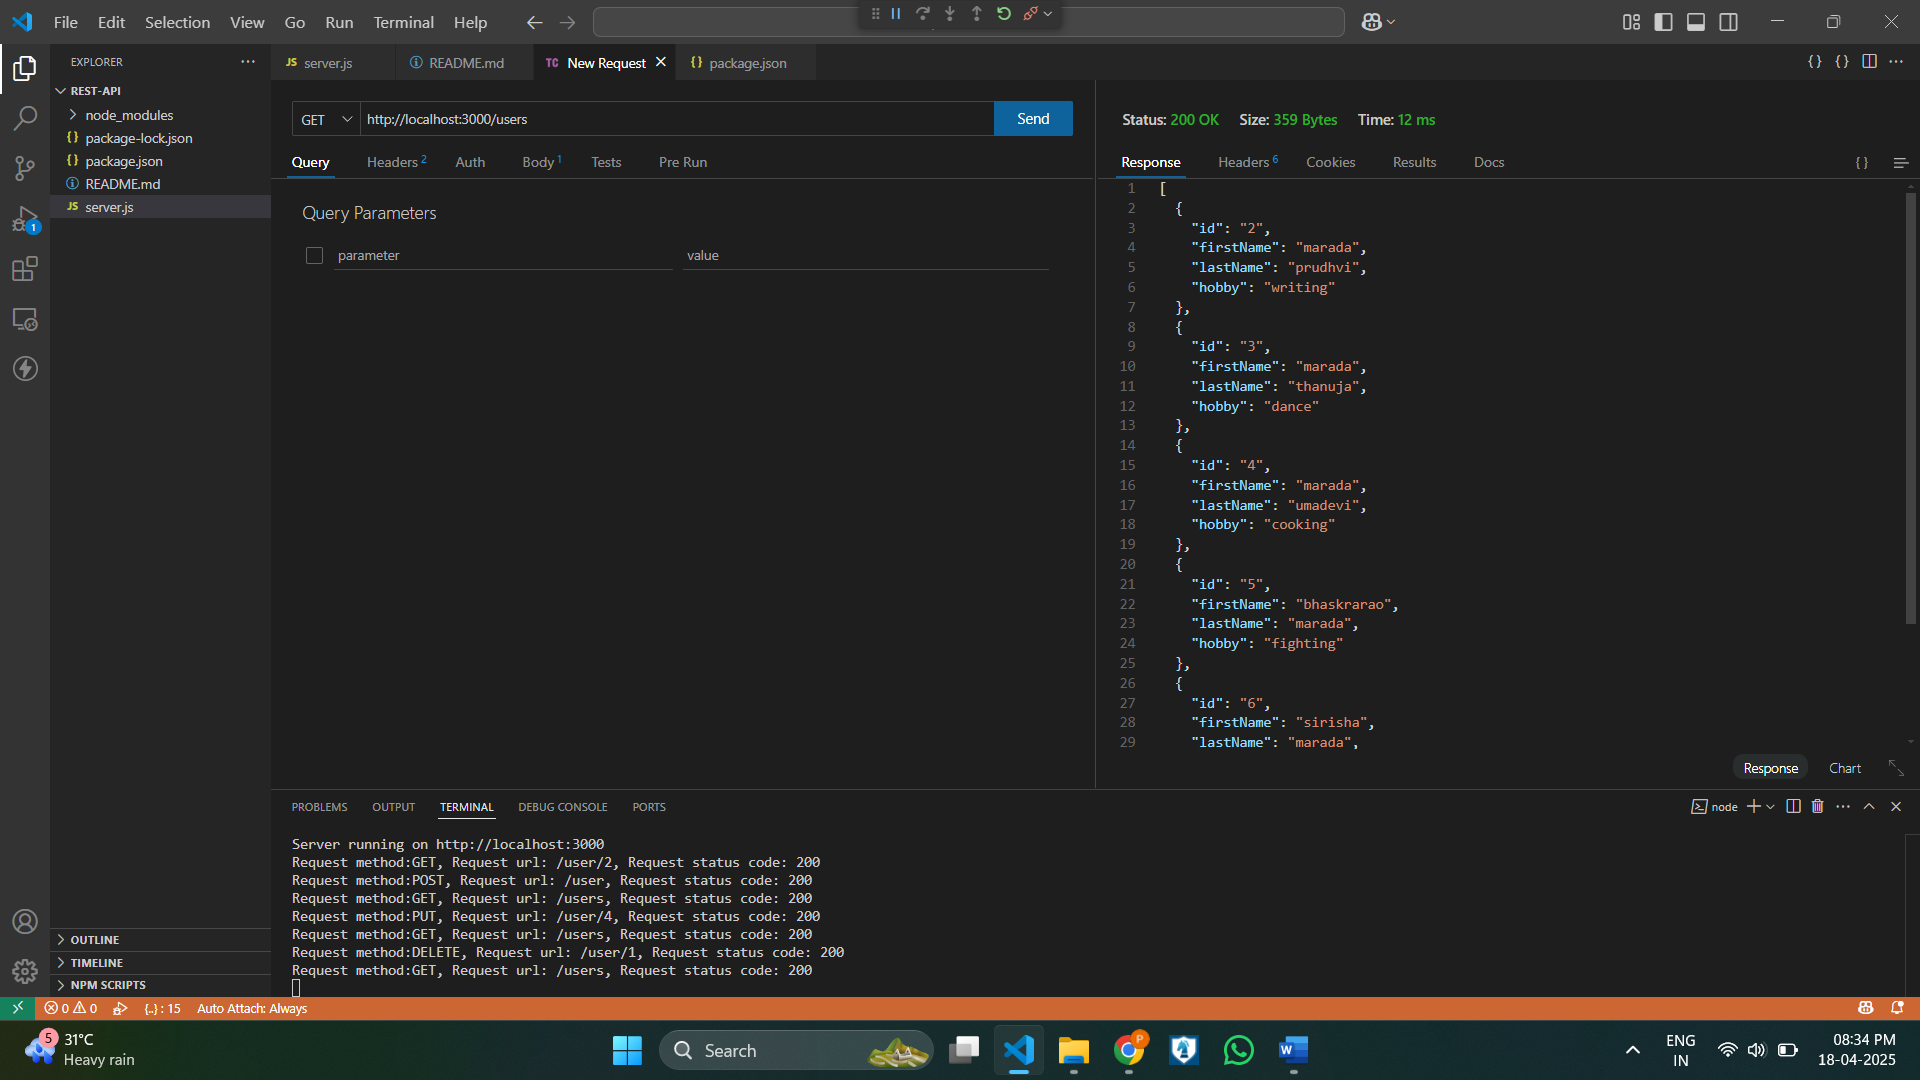 File Edit Selection View Go Run Terminal Help
EXPLORER
REST-API
node_modules
package-lock.json
package.json
README.md
server.js
OUTLINE
TIMELINE
NPM SCRIPTS
JS server.js README.md TC New Request {} package.json
GET http://localhost:3000/users Send
Query Headers 2 Auth Body 1 Tests Pre Run
Query Parameters
parameter value
Status: 200 OK Size: 359 Bytes Time: 12 ms
Response Headers 6 Cookies Results Docs { }
1 [
2 {
3 "id": "2",
4 "firstName": "marada",
5 "lastName": "prudhvi",
6 "hobby": "writing"
7 },
8 {
9 "id": "3",
10 "firstName": "marada",
11 "lastName": "thanuja",
12 "hobby": "dance"
13 },
14 {
15 "id": "4",
16 "firstName": "marada",
17 "lastName": "umadevi",
18 "hobby": "cooking"
19 },
20 {
21 "id": "5",
22 "firstName": "bhaskrarao",
23 "lastName": "marada",
24 "hobby": "fighting"
25 },
26 {
27 "id": "6",
28 "firstName": "sirisha",
29 "lastName": "marada",
Response Chart
PROBLEMS OUTPUT TERMINAL DEBUG CONSOLE PORTS node
Server running on http://localhost:3000
Request method:GET, Request url: /user/2, Request status code: 200
Request method:POST, Request url: /user, Request status code: 200
Request method:GET, Request url: /users, Request status code: 200
Request method:PUT, Request url: /user/4, Request status code: 200
Request method:GET, Request url: /users, Request status code: 200
Request method:DELETE, Request url: /user/1, Request status code: 200
Request method:GET, Request url: /users, Request status code: 200
0 0 {..} : 15 Auto Attach: Always
5 31°C
Heavy rain
Search
ENG
IN
08:34 PM
18-04-2025